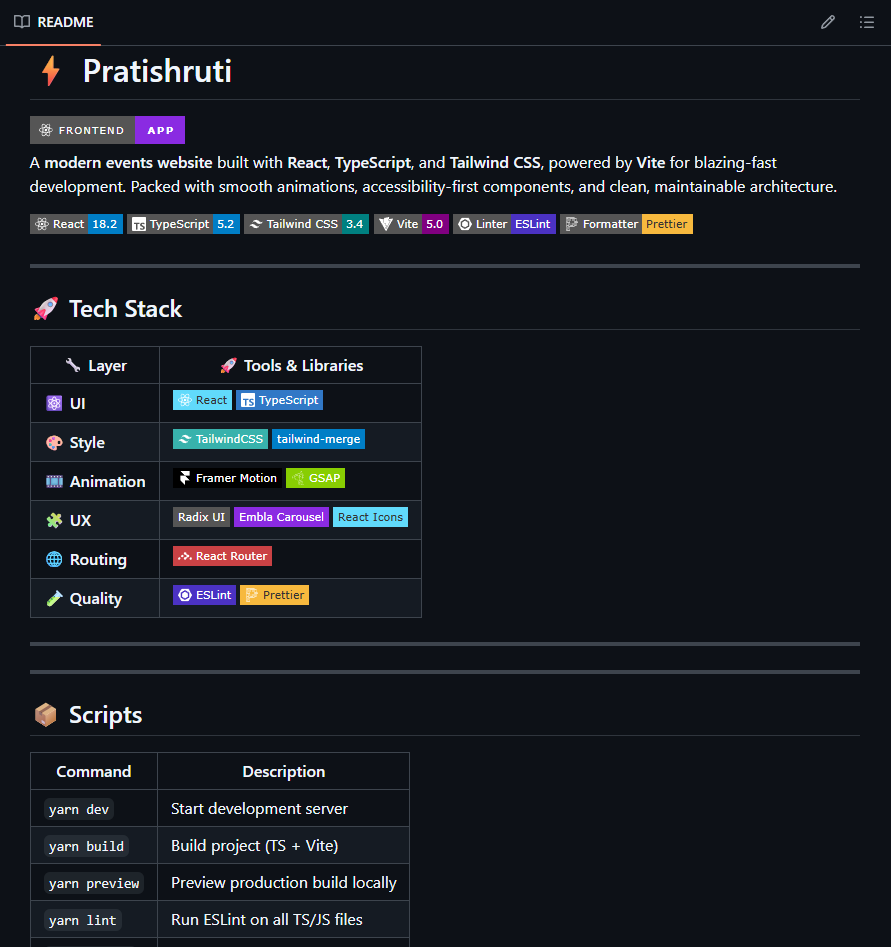 README
⚡ Pratishruti
FRONTEND APP
A modern events website built with React, TypeScript, and Tailwind CSS, powered by Vite for blazing-fast
development. Packed with smooth animations, accessibility-first components, and clean, maintainable architecture.
React 18.2 TS TypeScript 5.2 Tailwind CSS 3.4 Vite 5.0 Linter ESLint Formatter Prettier
🚀 Tech Stack
🔧 Layer 🚀 Tools & Libraries
⚛️ UI React TS TypeScript
🎨 Style TailwindCSS tailwind-merge
🎞️ Animation Framer Motion GSAP
🧩 UX Radix UI Embla Carousel React Icons
🌐 Routing React Router
🧪 Quality ESLint Prettier
📦 Scripts
Command Description
yarn dev Start development server
yarn build Build project (TS + Vite)
yarn preview Preview production build locally
yarn lint Run ESLint on all TS/JS files